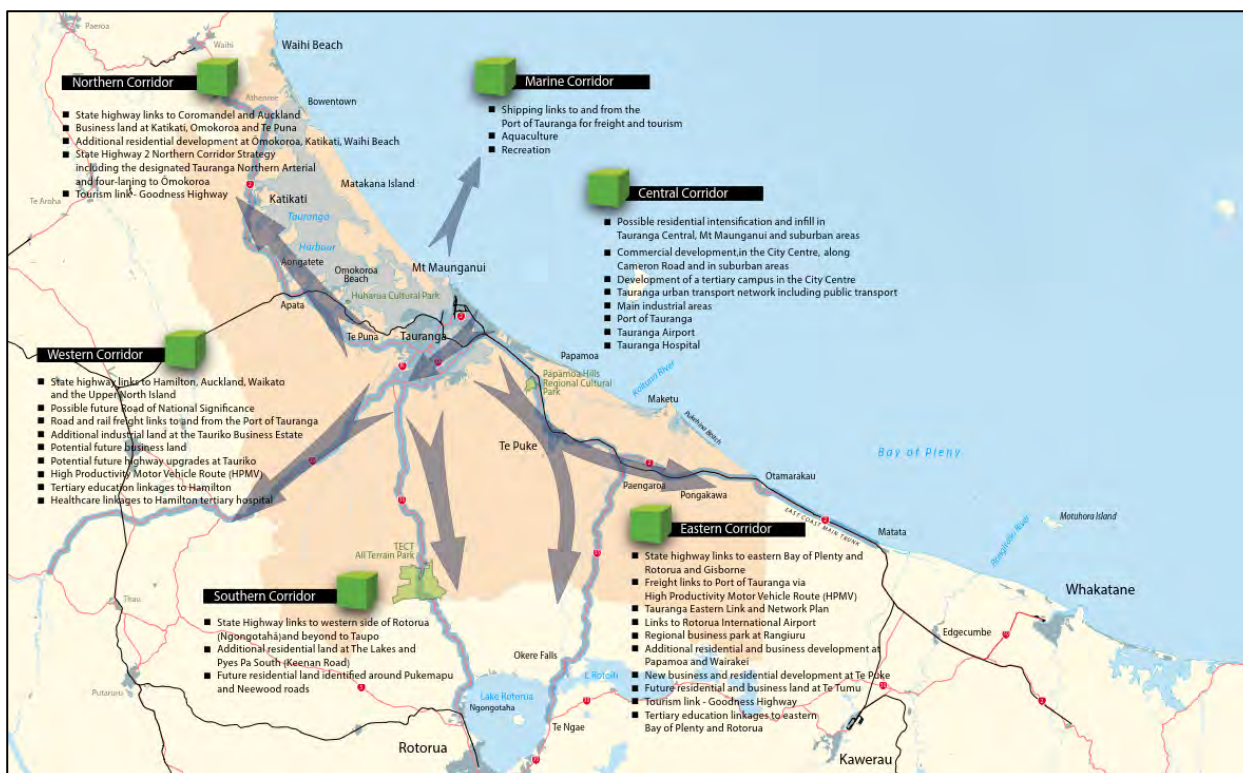 Paeroa
Waihi
Waihi Beach
Northern Corridor
Athenree
Bowentown
■ State highway links to Coromandel and Auckland
■ Business land at Katikati, Omokoroa and Te Puna
■ Additional residential development at Ōmokoroa, Katikati, Waihi Beach
■ State Highway 2 Northern Corridor Strategy
including the designated Tauranga Northern Arterial
and four-laning to Ōmokoroa
■ Tourism link - Goodness Highway
Marine Corridor
■ Shipping links to and from the
Port of Tauranga for freight and tourism
■ Aquaculture
■ Recreation
Central Corridor
■ Possible residential intensification and infill in
Tauranga Central, Mt Maunganui and suburban areas
■ Commercial development,in the City Centre, along
Cameron Road and in suburban areas
■ Development of a tertiary campus in the City Centre
■ Tauranga urban transport network including public transport
■ Main industrial areas
■ Port of Tauranga
■ Tauranga Airport
■ Tauranga Hospital
2
Te Aroha
Katikati
Matakana Island
Tauranga
Harbour
Aongatete
Omokoroa
Beach
Mt Maunganui
Huharua Cultural Park
Apata
2
Te Puna
Tauranga
Papamoa
Papamoa Hills
Regional Cultural
Park
Kaituna River
Maketu
Pukehina Beach
Te Puke
Bay of Pleny
2
Paengaroa
Pongakawa
Otamarakau
EAST COAST MAIN TRUNK
2
Matata
Motuhora Island
Rangitaiki River
Whakatane
Edgecumbe
Western Corridor
■ State highway links to Hamilton, Auckland, Waikato
and the Upper North Island
■ Possible future Road of National Significance
■ Road and rail freight links to and from the Port of Tauranga
■ Additional industrial land at the Tauriko Business Estate
■ Potential future business land
■ Potential future highway upgrades at Tauriko
■ High Productivity Motor Vehicle Route (HPMV)
■ Tertiary education linkages to Hamilton
■ Healthcare linkages to Hamilton tertiary hospital
TECT
All Terrain Park
Southern Corridor
■ State Highway links to western side of Rotorua
(Ngongotahá)and beyond to Taupo
■ Additional residential land at The Lakes and
Pyes Pa South (Keenan Road)
■ Future residential land identified around Pukemapu
and Neewood roads
Eastern Corridor
■ State highway links to eastern Bay of Plenty and
Rotorua and Gisborne
■ Freight links to Port of Tauranga via
High Productivity Motor Vehicle Route (HPMV)
■ Tauranga Eastern Link and Network Plan
■ Links to Rotorua International Airport
■ Regional business park at Rangiuru
■ Additional residential and business development at
Papamoa and Wairakei
■ New business and residential development at Te Puke
■ Future residential and business land at Te Tumu
■ Tourism link - Goodness Highway
■ Tertiary education linkages to eastern
Bay of Plenty and Rotorua
Putaruru
Okere Falls
L Rotoiti
Lake Rotorua
Ngongotaha
Te Ngae
Rotorua
Kawerau